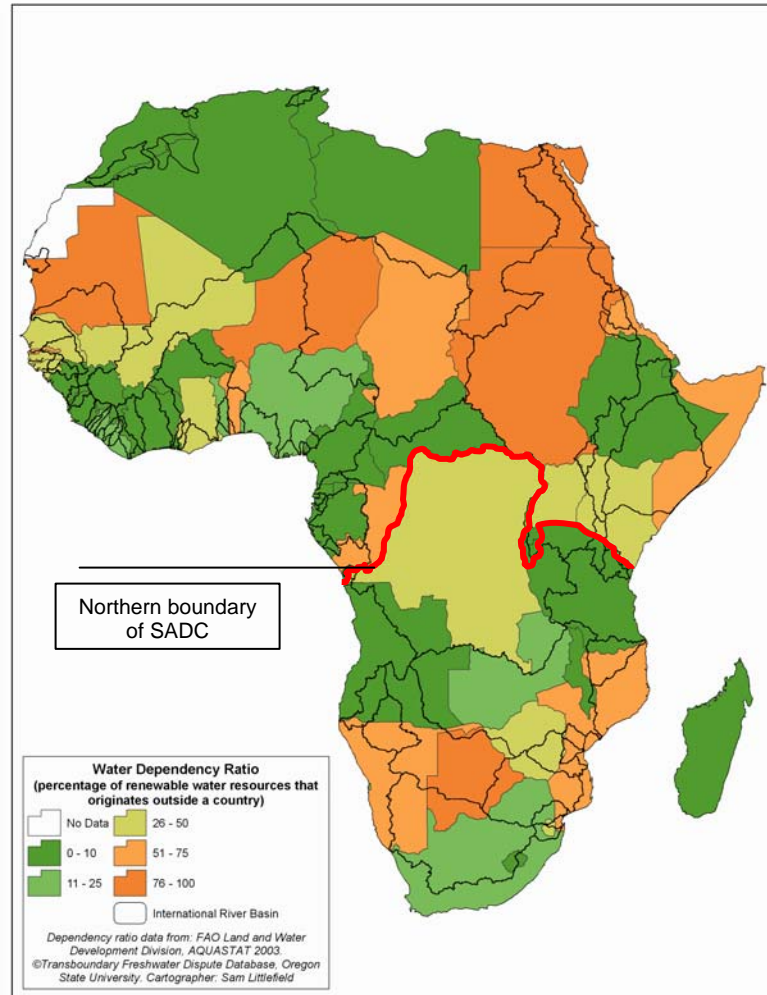 Northern boundary
of SADC
Water Dependency Ratio
(percentage of renewable water resources that
originates outside a country)
No Data
26 - 50
0 - 10
51 - 75
11 - 25
76 - 100
International River Basin
Dependency ratio data from: FAO Land and Water
Development Division, AQUASTAT 2003.
©Transboundary Freshwater Dispute Database, Oregon
State University. Cartographer: Sam Littlefield